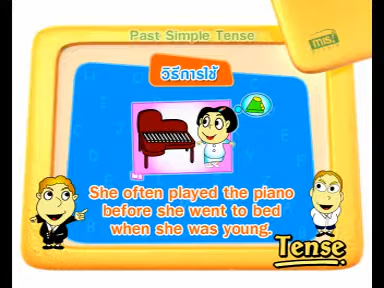 Past Simple Tense
วิธีการใช้
She often played the piano
before she went to bed
when she was young.
Tense